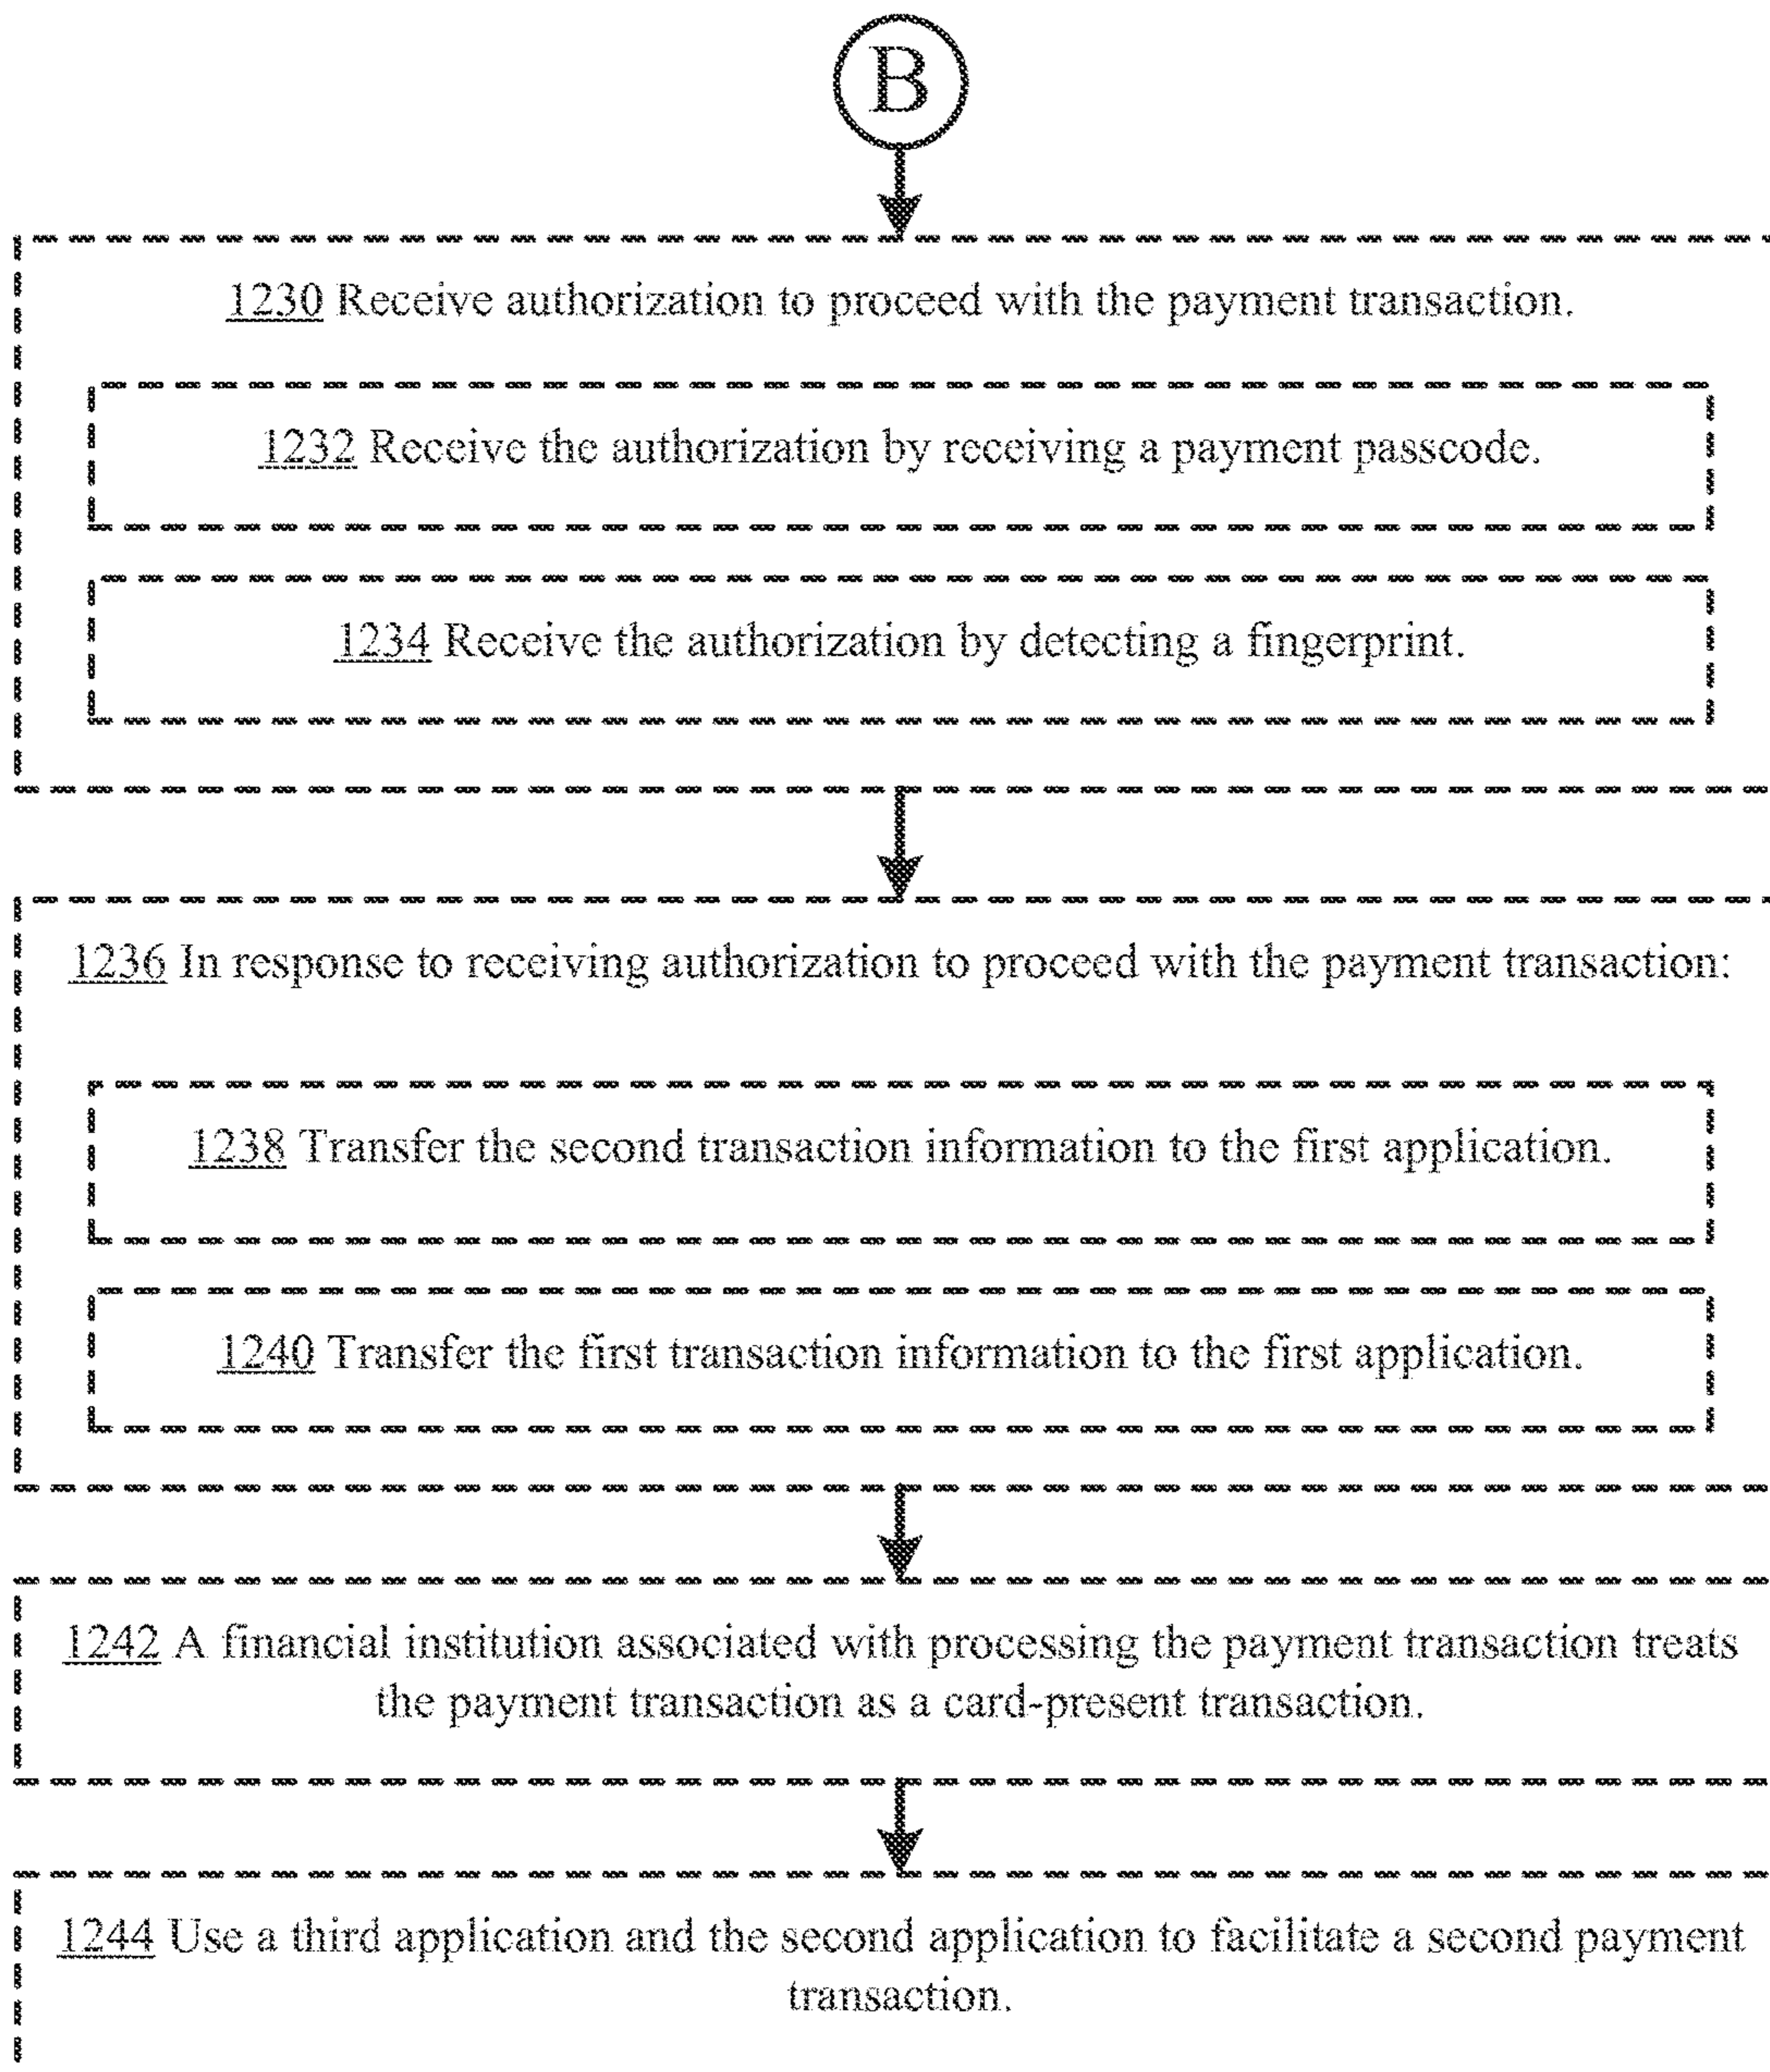 B
1230 Receive authorization to proceed with the payment transaction.
1232 Receive the authorization by receiving a payment passcode.
1234 Receive the authorization by detecting a fingerprint.
1236 In response to receiving authorization to proceed with the payment transaction:
1238 Transfer the second transaction information to the first application.
1240 Transfer the first transaction information to the first application.
1242 A financial institution associated with processing the payment transaction treats
the payment transaction as a card-present transaction.
1244 Use a third application and the second application to facilitate a second payment
transaction.